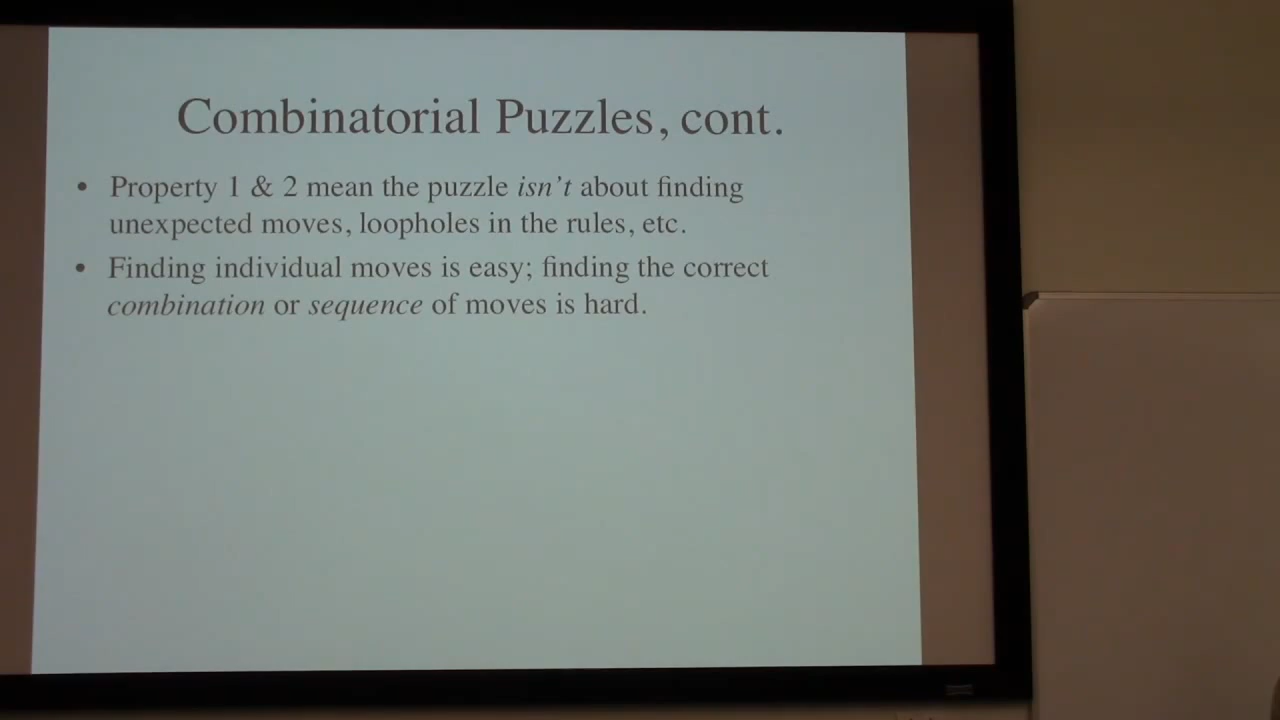 Combinatorial Puzzles, cont.
• Property 1 & 2 mean the puzzle isn't about finding
unexpected moves, loopholes in the rules, etc.
• Finding individual moves is easy; finding the correct
combination or sequence of moves is hard.